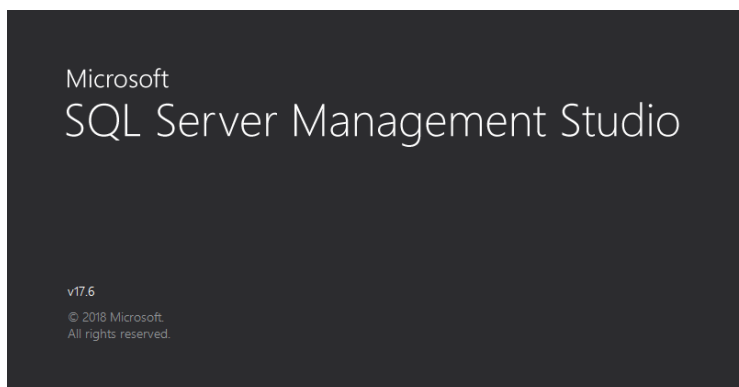 Microsoft
SQL Server Management Studio
v17.6
© 2018 Microsoft.
All rights reserved.